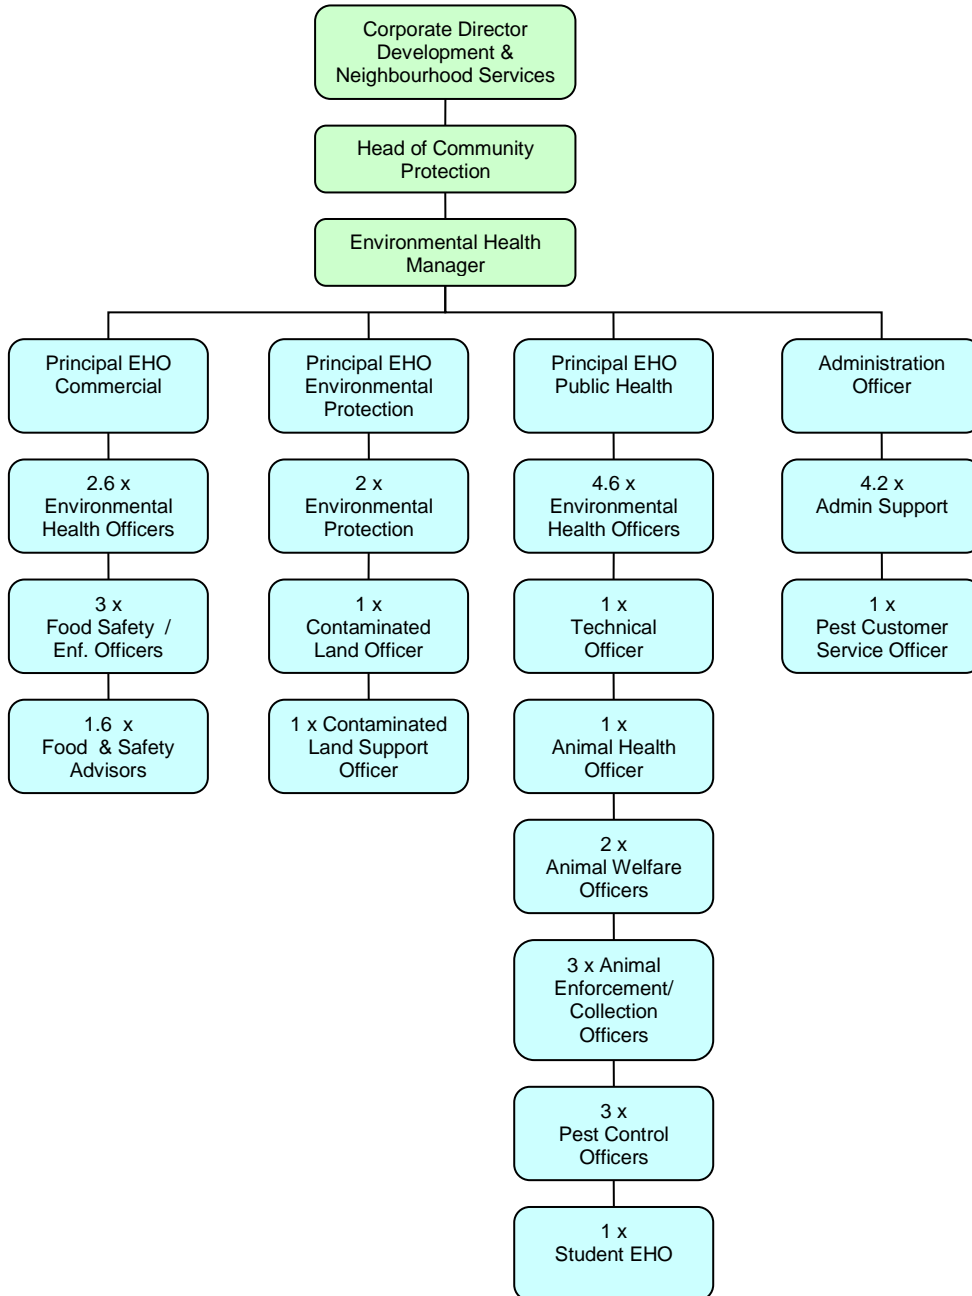 Corporate Director
Development &
Neighbourhood Services
Head of Community
Protection
Environmental Health
Manager
Principal EHO
Commercial
Principal EHO
Environmental
Protection
Principal EHO
Public Health
Administration
Officer
2.6 x
Environmental
Health Officers
2 x
Environmental
Protection
4.6 x
Environmental
Health Officers
4.2 x
Admin Support
3 x
Food Safety /
Enf. Officers
1 x
Contaminated
Land Officer
1 x
Technical
Officer
1 x
Pest Customer
Service Officer
1.6 x
Food & Safety
Advisors
1 x Contaminated
Land Support
Officer
1 x
Animal Health
Officer
2 x
Animal Welfare
Officers
3 x Animal
Enforcement/
Collection
Officers
3 x
Pest Control
Officers
1 x
Student EHO